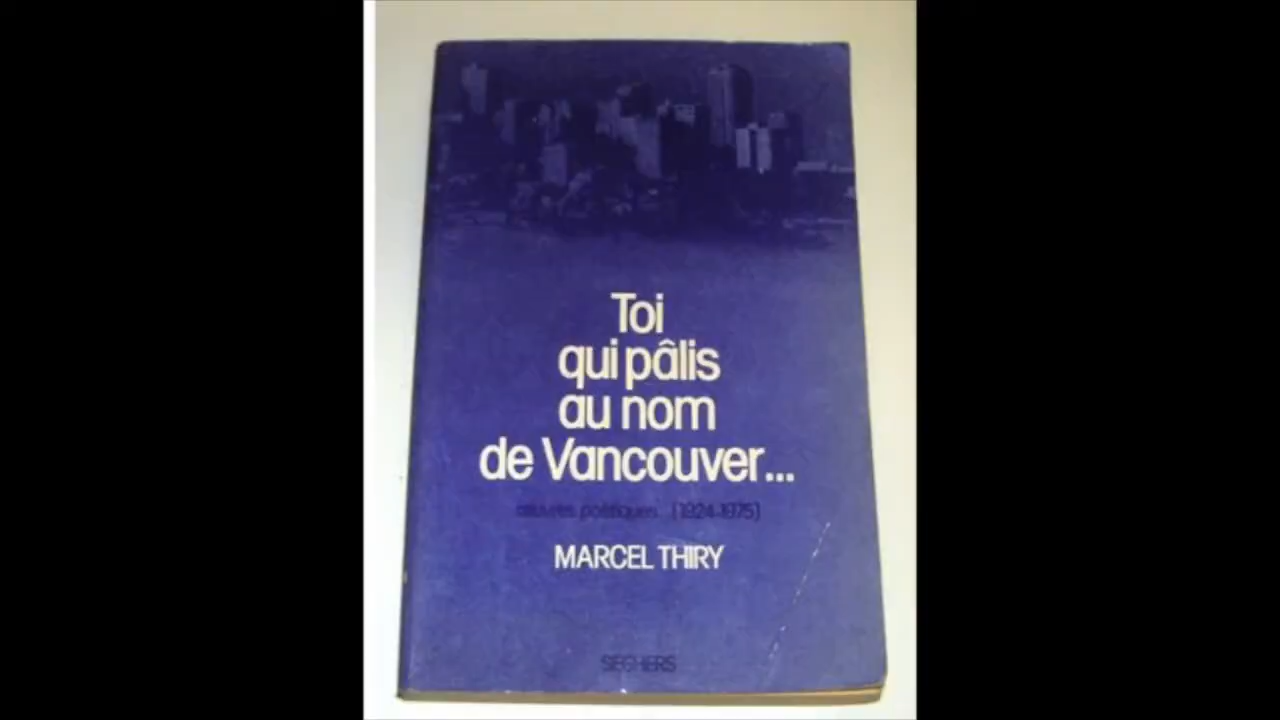 Toi
qui pâlis
au nom
de Vancouver...
œuvres poétiques (1924-1975)
MARCEL THIRY
SEGHERS